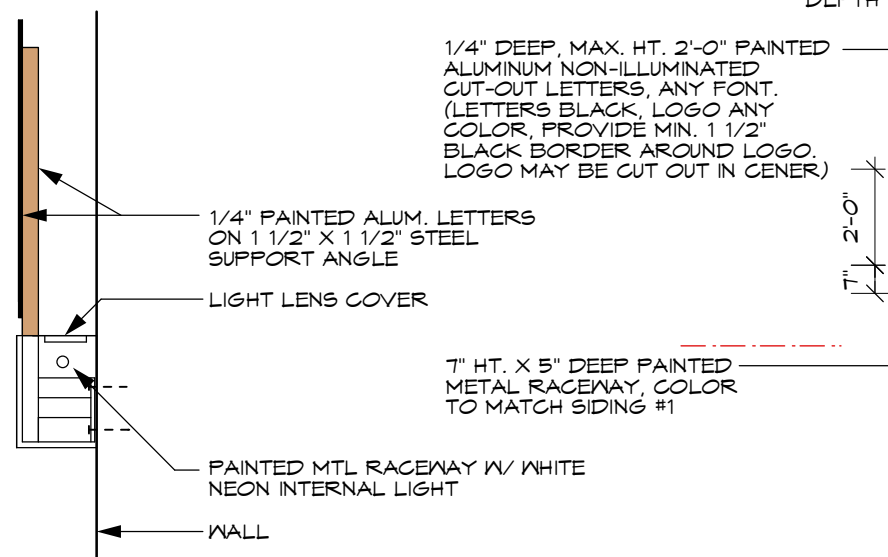 DEPTH
1/4" DEEP, MAX. HT. 2'-0" PAINTED
ALUMINUM NON-ILLUMINATED
CUT-OUT LETTERS, ANY FONT.
(LETTERS BLACK, LOGO ANY
COLOR, PROVIDE MIN. 1 1/2"
BLACK BORDER AROUND LOGO.
LOGO MAY BE CUT OUT IN CENER)
1/4" PAINTED ALUM. LETTERS
ON 1 1/2" X 1 1/2" STEEL
SUPPORT ANGLE
2'-0"
7"
LIGHT LENS COVER
7" HT. X 5" DEEP PAINTED
METAL RACEWAY, COLOR
TO MATCH SIDING #1
PAINTED MTL RACEWAY W/ WHITE
NEON INTERNAL LIGHT
WALL